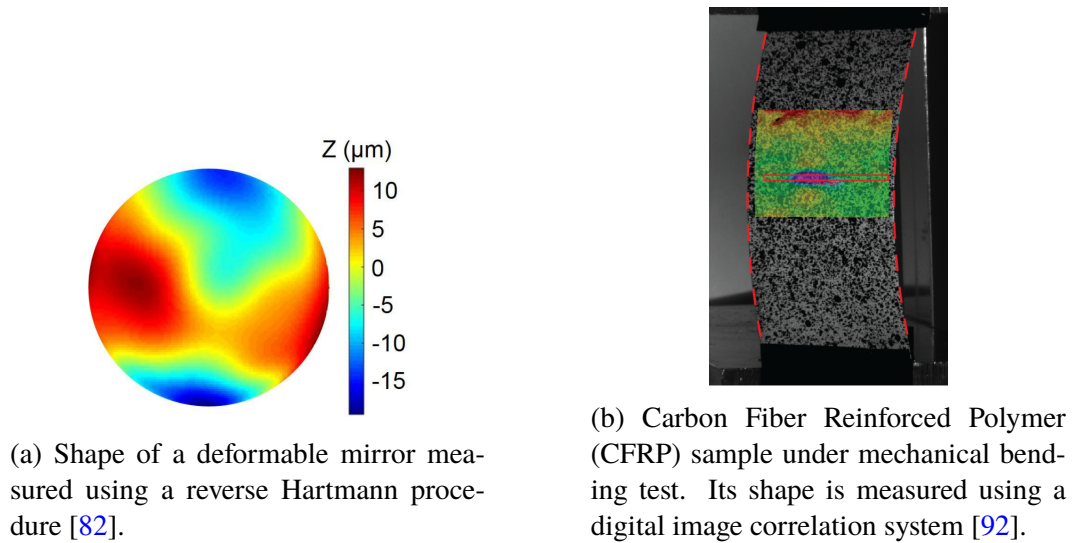 Z (µm)
10
5
0
-5
-10
-15
(a) Shape of a deformable mirror mea-
sured using a reverse Hartmann proce-
dure [82].
(b) Carbon Fiber Reinforced Polymer
(CFRP) sample under mechanical bend-
ing test. Its shape is measured using a
digital image correlation system [92].